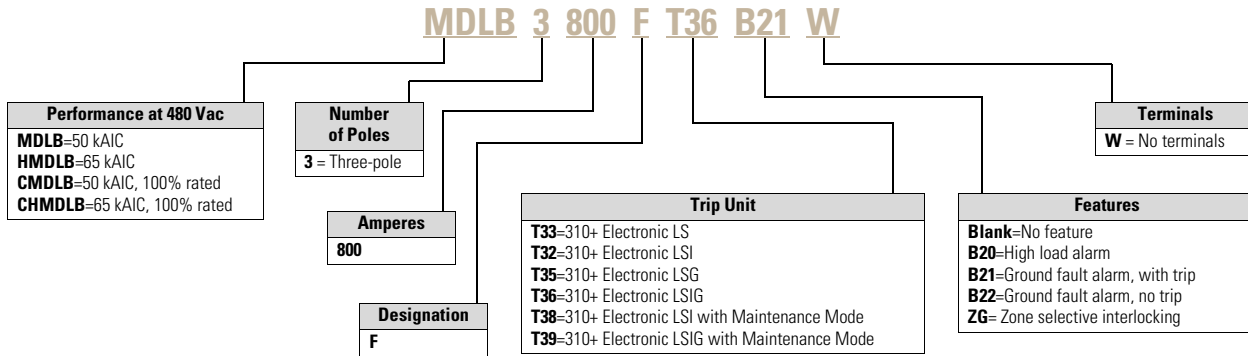 MDLB 3 800 F T36 B21 W
Performance at 480 Vac
MDLB=50 kAIC
HMDLB=65 kAIC
CMDLB=50 kAIC, 100% rated
CHMDLB=65 kAIC, 100% rated
Number
of Poles
3 = Three-pole
Amperes
800
Designation
F
Trip Unit
T33=310+ Electronic LS
T32=310+ Electronic LSI
T35=310+ Electronic LSG
T36=310+ Electronic LSIG
T38=310+ Electronic LSI with Maintenance Mode
T39=310+ Electronic LSIG with Maintenance Mode
Features
Blank=No feature
B20=High load alarm
B21=Ground fault alarm, with trip
B22=Ground fault alarm, no trip
ZG= Zone selective interlocking
Terminals
W = No terminals